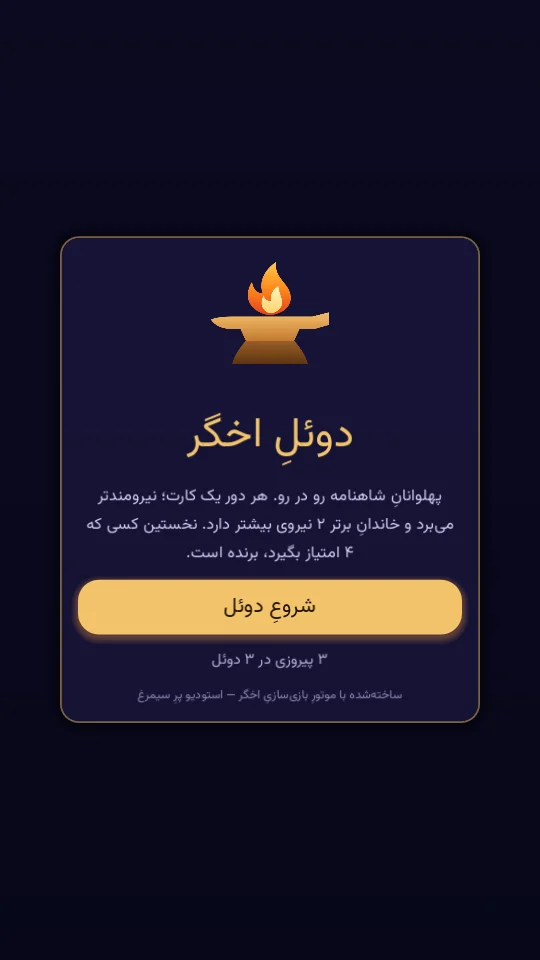 دوئلِ اخگر
پهلوانانِ شاهنامه رو در رو. هر دور یک کارت؛ نیرومندتر
می‌برد و خاندانِ برتر ۲ نیروی بیشتر دارد. نخستین کسی که
۴ امتیاز بگیرد، برنده است.
شروعِ دوئل
۳ پیروزی در ۳ دوئل
ساخته‌شده با موتورِ بازی‌سازیِ اخگر — استودیو پرِ سیمرغ